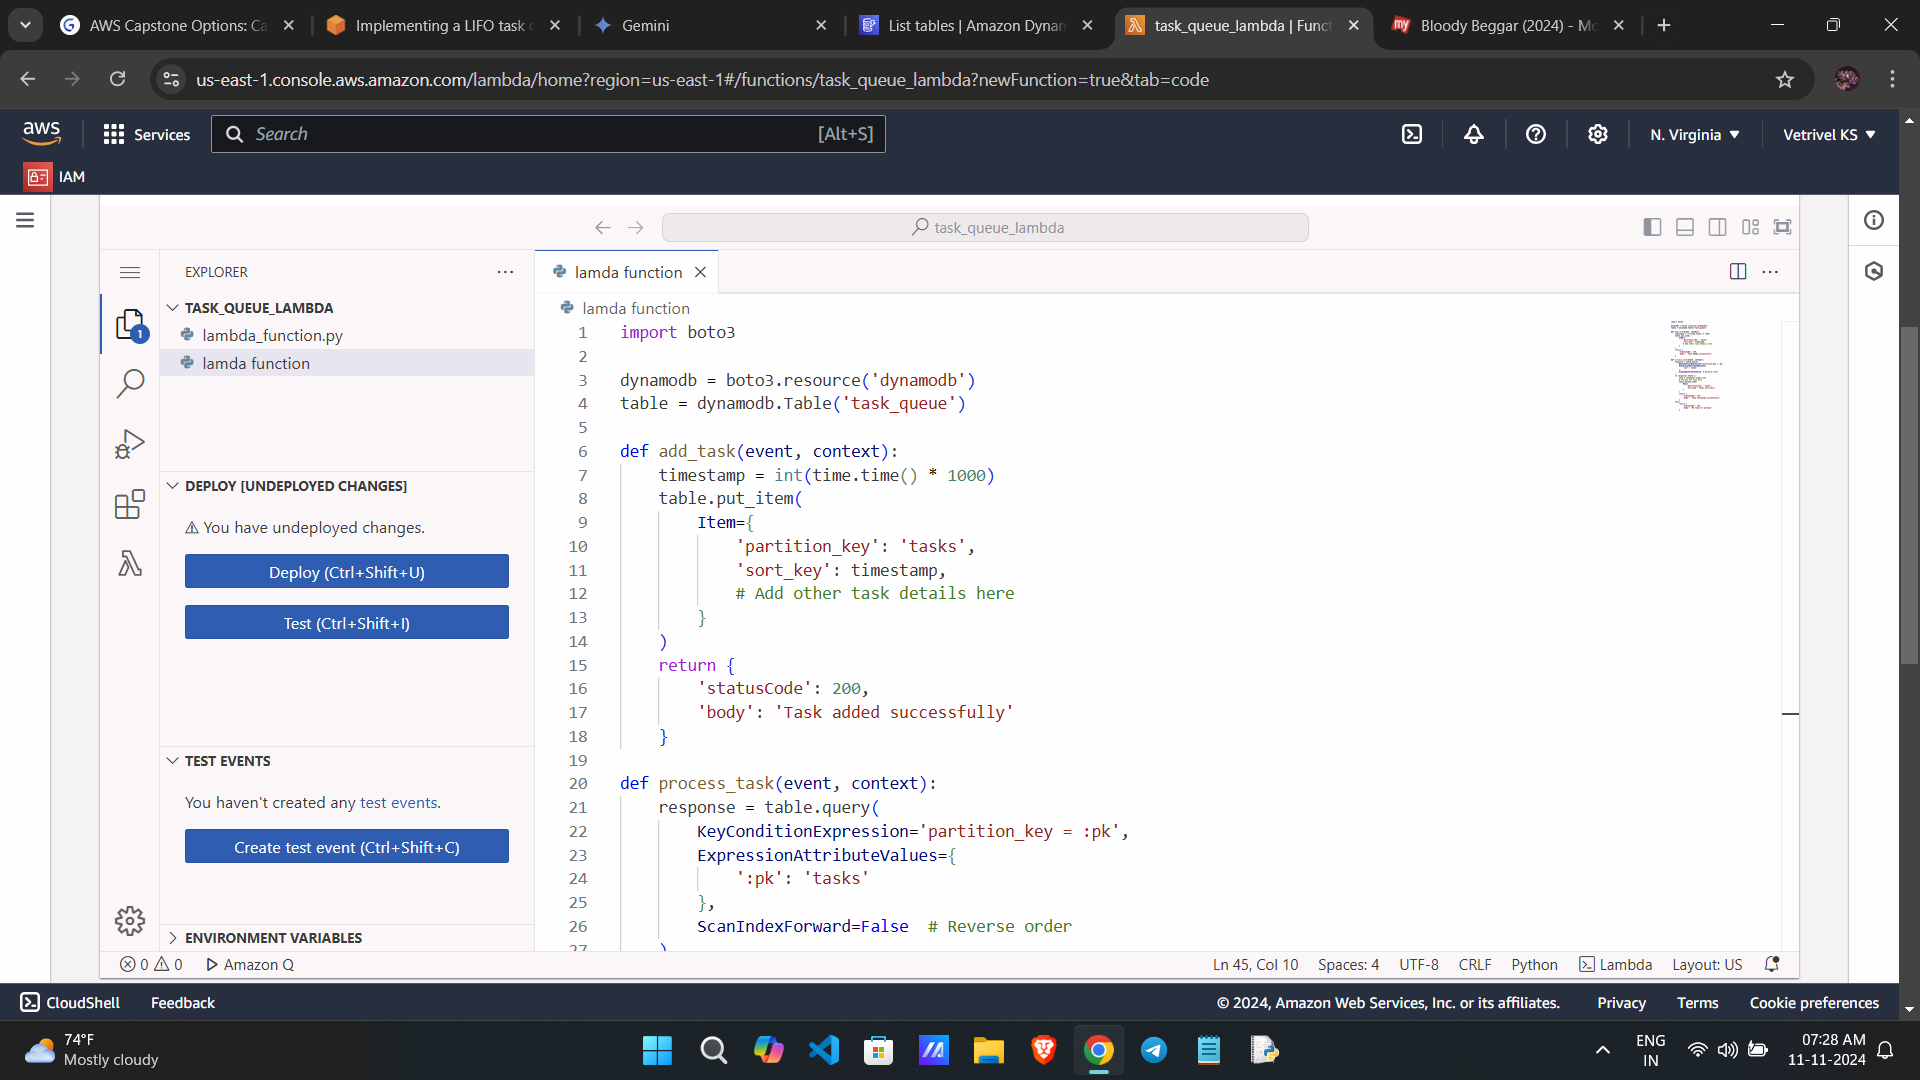 AWS Capstone Options: Ca
Implementing a LIFO task
Gemini
List tables | Amazon Dynam
task_queue_lambda | Funct
my
Bloody Beggar (2024) - Mo
us-east-1.console.aws.amazon.com/lambda/home?region=us-east-1#/functions/task_queue_lambda?newFunction=true&tab=code
aws
Services
Search
[Alt+S]
N. Virginia
Vetrivel KS
IAM
task_queue_lambda
EXPLORER
lamda function
TASK_QUEUE_LAMBDA
lambda_function.py
lamda function
1
DEPLOY [UNDEPLOYED CHANGES]
You have undeployed changes.
Deploy (Ctrl+Shift+U)
Test (Ctrl+Shift+I)
TEST EVENTS
You haven't created any test events.
Create test event (Ctrl+Shift+C)
ENVIRONMENT VARIABLES
lamda function
1 import boto3
2
3 dynamodb = boto3.resource('dynamodb')
4 table = dynamodb.Table('task_queue')
5
6 def add_task(event, context):
7 timestamp = int(time.time() * 1000)
8 table.put_item(
9 Item={
10 'partition_key': 'tasks',
11 'sort_key': timestamp,
12 # Add other task details here
13 }
14 )
15 return {
16 'statusCode': 200,
17 'body': 'Task added successfully'
18 }
19
20 def process_task(event, context):
21 response = table.query(
22 KeyConditionExpression='partition_key = :pk',
23 ExpressionAttributeValues={
24 ':pk': 'tasks'
25 },
26 ScanIndexForward=False # Reverse order
27 )
0 0 Amazon Q
Ln 45, Col 10 Spaces: 4 UTF-8 CRLF Python Lambda Layout: US
CloudShell Feedback
© 2024, Amazon Web Services, Inc. or its affiliates. Privacy Terms Cookie preferences
74°F
Mostly cloudy
ENG
IN
07:28 AM
11-11-2024